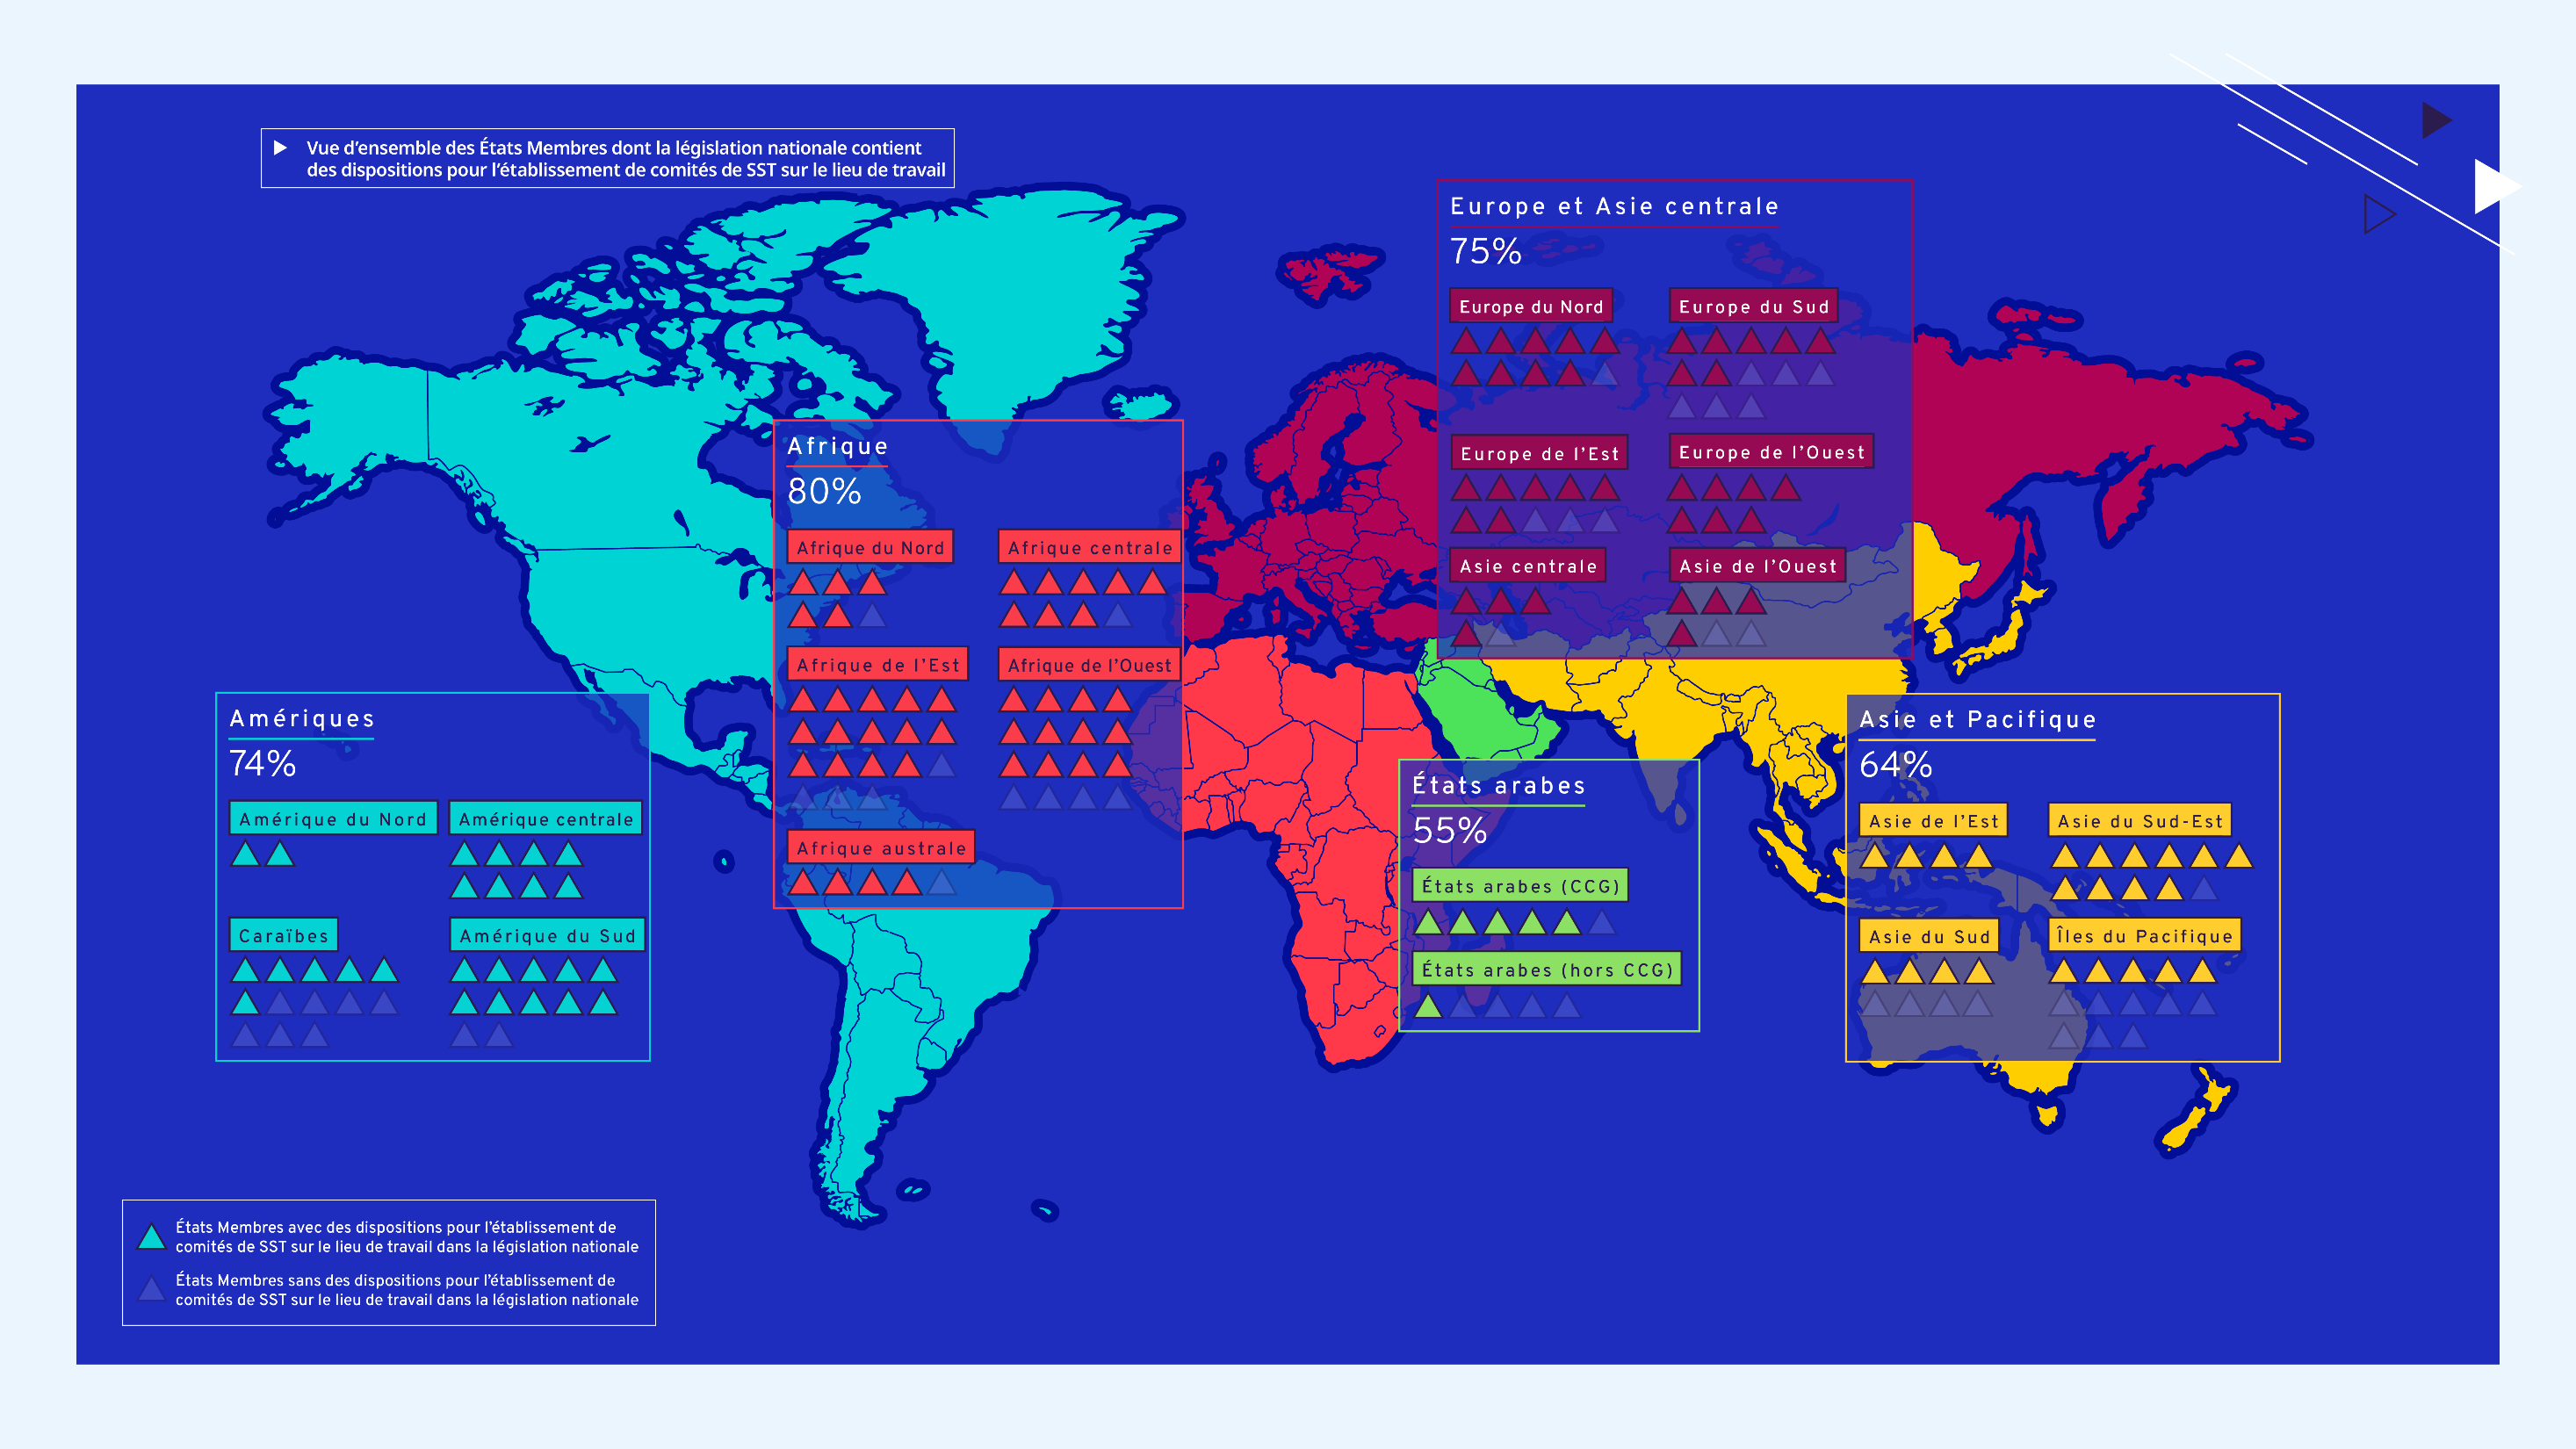 Vue d'ensemble des États Membres dont la législation nationale contient
des dispositions pour l'établissement de comités de SST sur le lieu de travail
Europe et Asie centrale
75%
Europe du Nord
Europe du Sud
Europe de l'Est
Europe de l'Ouest
Asie centrale
Asie de l'Ouest
Afrique
80%
Afrique du Nord
Afrique centrale
Afrique de l'Est
Afrique de l'Ouest
Afrique australe
Amériques
74%
Amérique du Nord
Amérique centrale
Caraïbes
Amérique du Sud
États arabes
55%
États arabes (CCG)
États arabes (hors CCG)
Asie et Pacifique
64%
Asie de l'Est
Asie du Sud-Est
Asie du Sud
Îles du Pacifique
États Membres avec des dispositions pour l'établissement de
comités de SST sur le lieu de travail dans la législation nationale
États Membres sans des dispositions pour l'établissement de
comités de SST sur le lieu de travail dans la législation nationale